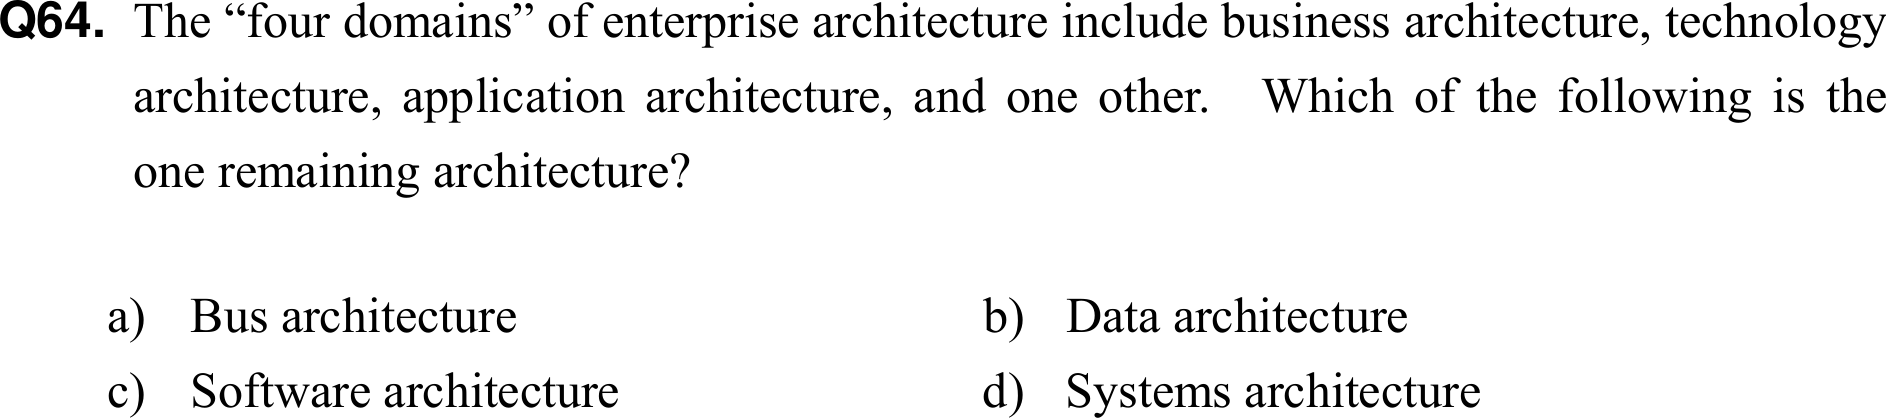 Q64. The “four domains” of enterprise architecture include business architecture, technology
architecture, application architecture, and one other. Which of the following is the
one remaining architecture?
a) Bus architecture b) Data architecture
c) Software architecture d) Systems architecture